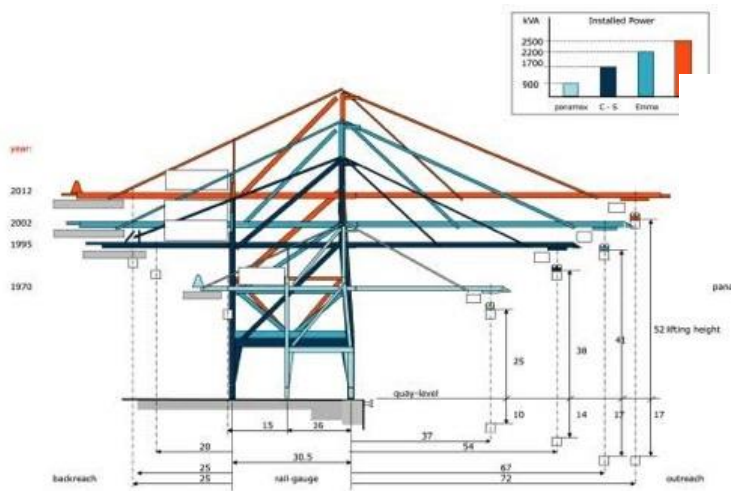 kVA Installed Power
2500
2200
1700
900
panamax C - S Emma
year:
2012
2002
1995
1970
pana
52 lifting height
41
38
25
quay-level
10 14 17 17
15 16
37
20 54
30.5
25 67
25 72
backreach rail-gauge outreach